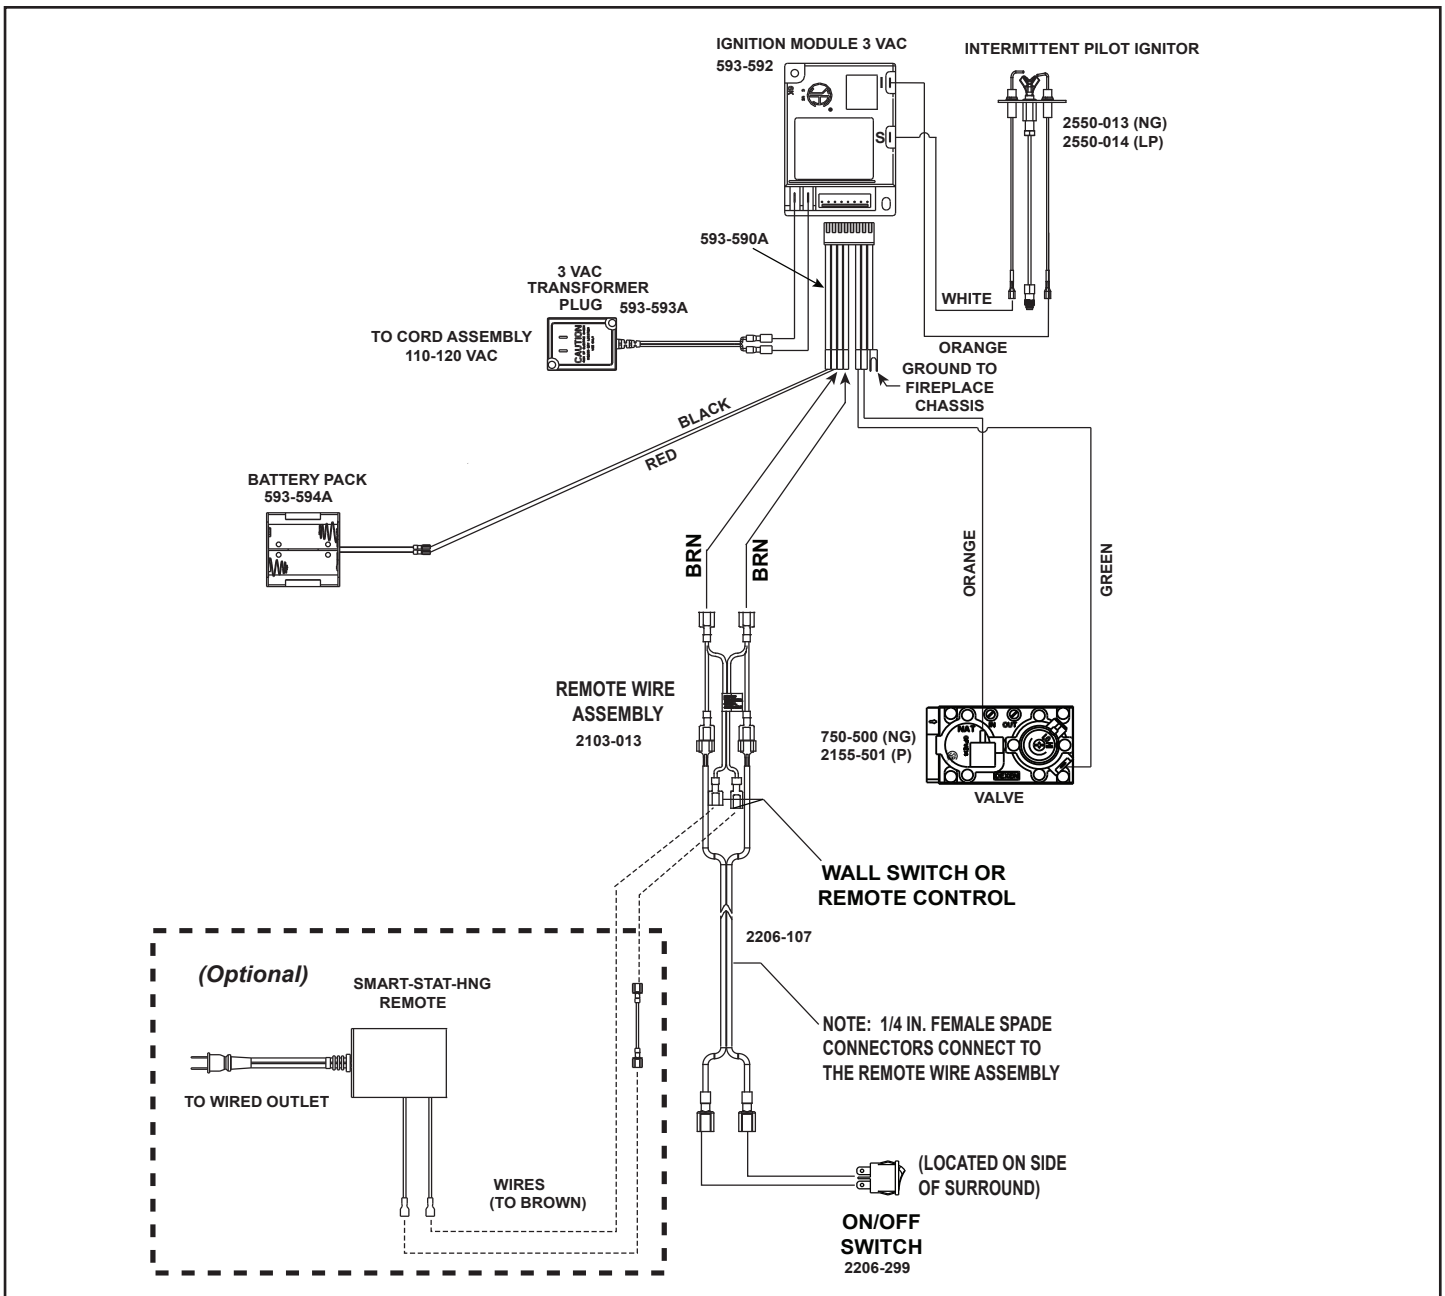 IGNITION MODULE 3 VAC
593-592
INTERMITTENT PILOT IGNITOR
2550-013 (NG)
2550-014 (LP)
I
S
593-590A
3 VAC
TRANSFORMER
PLUG
593-593A
CAUTION
TO CORD ASSEMBLY
110-120 VAC
WHITE
ORANGE
GROUND TO
FIREPLACE
CHASSIS
BLACK
RED
BATTERY PACK
593-594A
BRN
BRN
ORANGE
GREEN
REMOTE WIRE
ASSEMBLY
2103-013
750-500 (NG)
2155-501 (P)
NAT
IN
OUT
HI
VALVE
WALL SWITCH OR
REMOTE CONTROL
2206-107
(Optional)
SMART-STAT-HNG
REMOTE
TO WIRED OUTLET
WIRES
(TO BROWN)
NOTE: 1/4 IN. FEMALE SPADE
CONNECTORS CONNECT TO
THE REMOTE WIRE ASSEMBLY
(LOCATED ON SIDE
OF SURROUND)
ON/OFF
SWITCH
2206-299